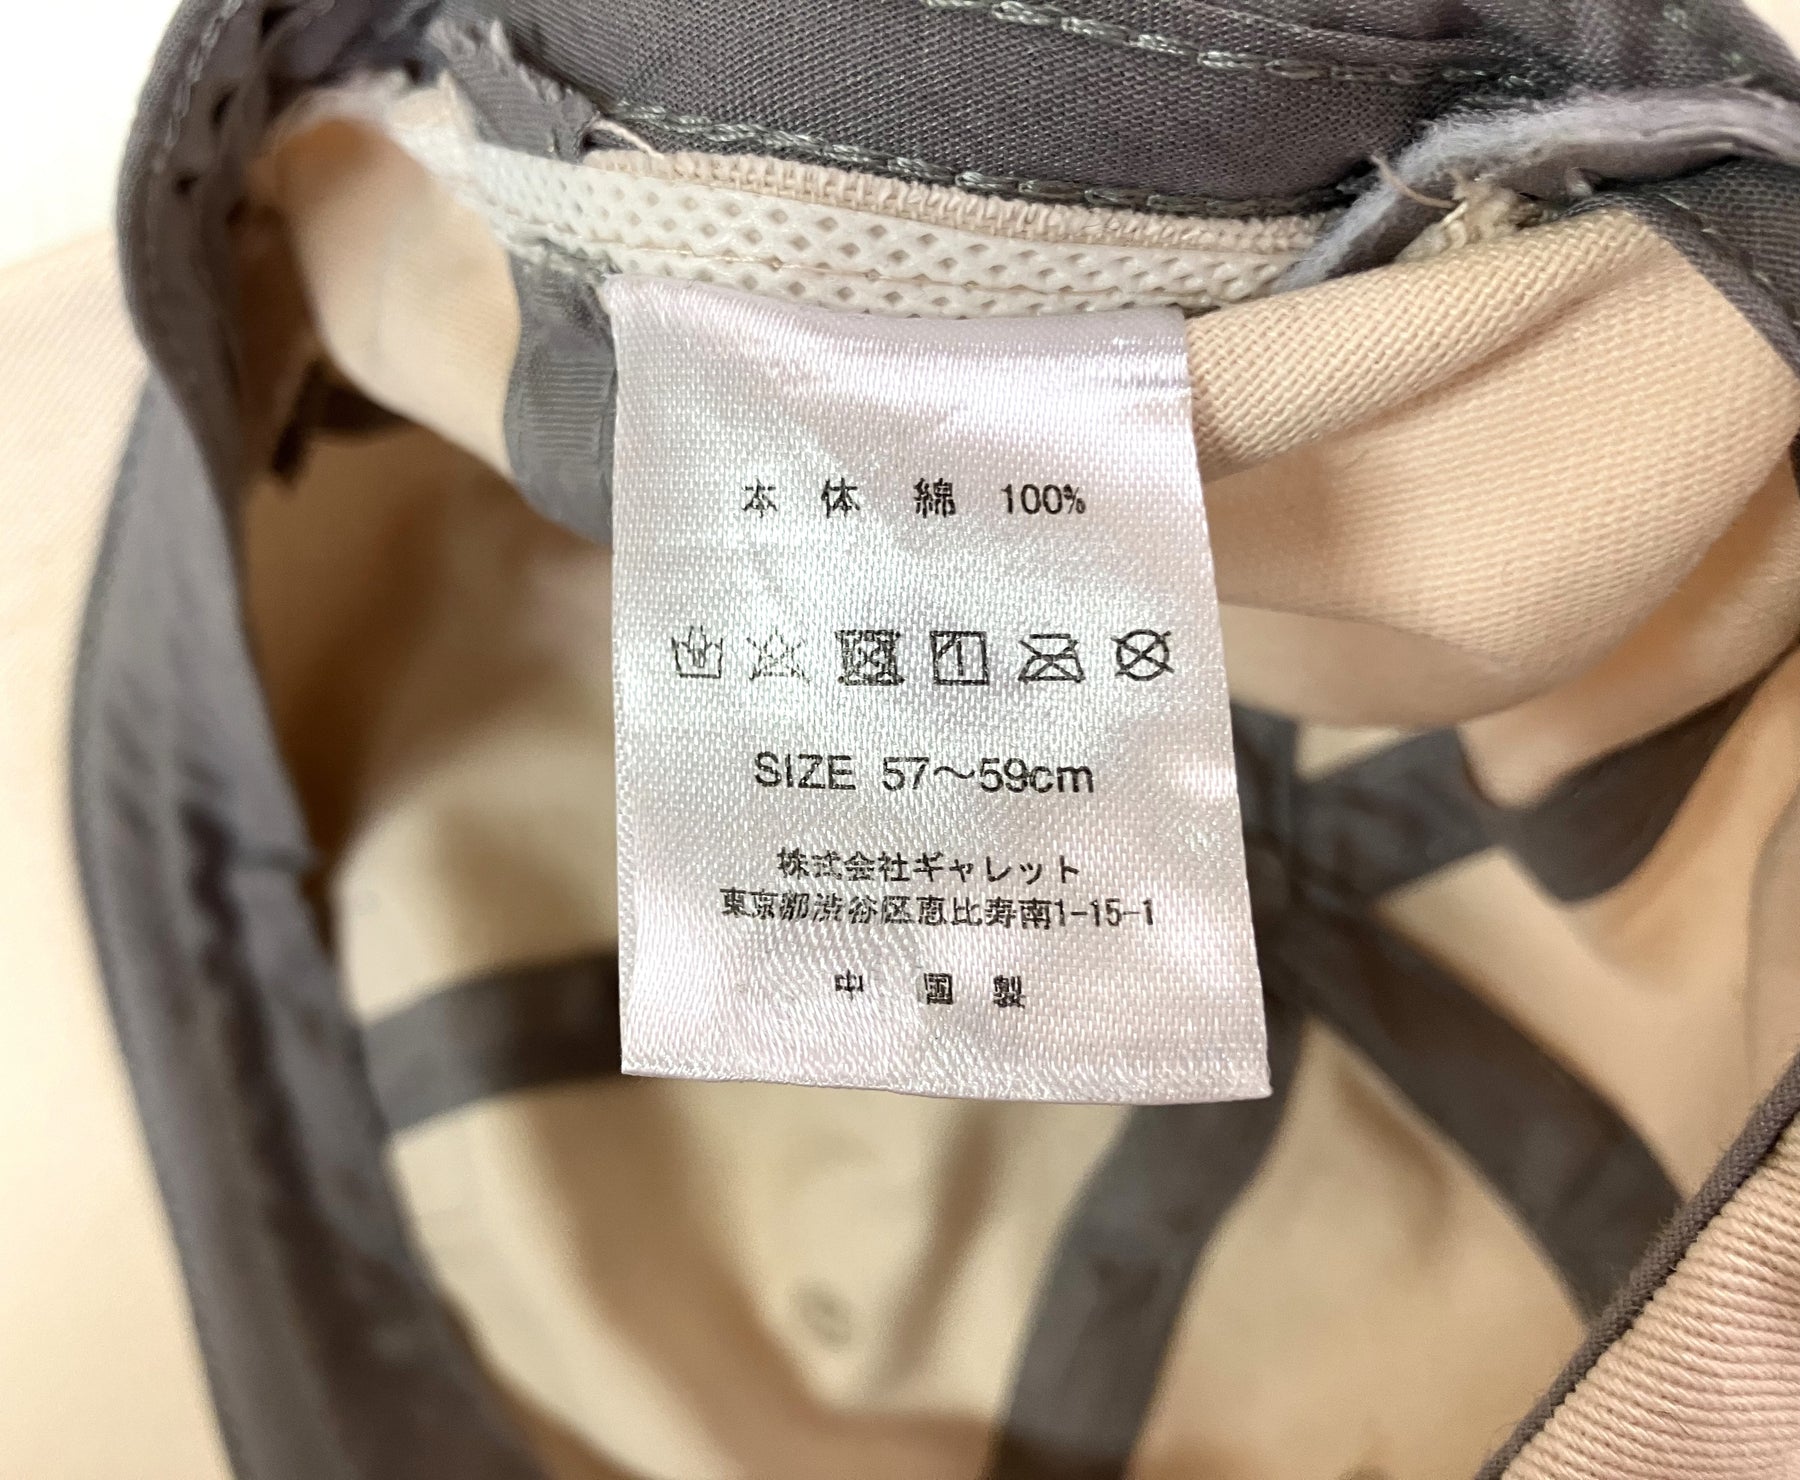 本 体 綿 100%
SIZE 57〜59cm
株式会社ギャレット
東京都渋谷区恵比寿南1-15-1
中 国 製